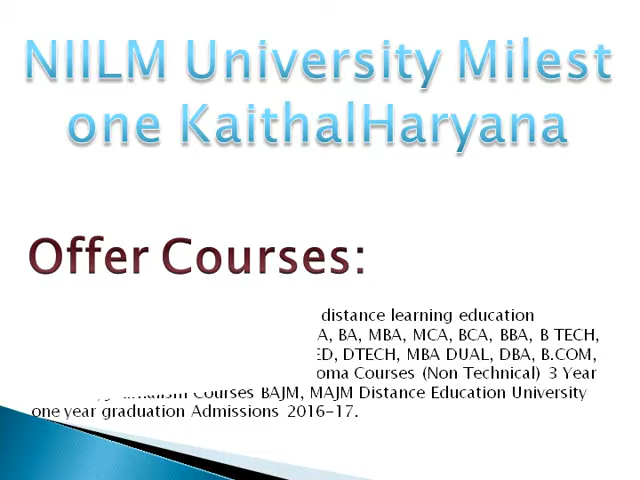 NIILM University Milest
one KaithalHaryana
Offer Courses:
distance learning education
A, BA, MBA, MCA, BCA, BBA, B TECH,
ED, DTECH, MBA DUAL, DBA, B.COM,
oma Courses (Non Technical) 3 Year
Courses BAJM, MAJM Distance Education University
one year graduation Admissions 2016-17.